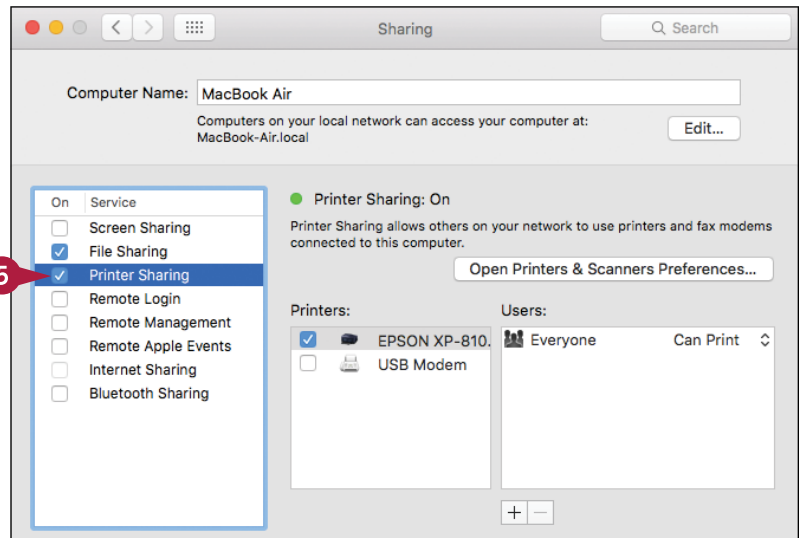 Sharing
Search
Computer Name: MacBook Air
Computers on your local network can access your computer at:
MacBook-Air.local
Edit...
On Service
Screen Sharing
File Sharing
Printer Sharing
Remote Login
Remote Management
Remote Apple Events
Internet Sharing
Bluetooth Sharing
Printer Sharing: On
Printer Sharing allows others on your network to use printers and fax modems
connected to this computer.
Open Printers & Scanners Preferences...
Printers:
EPSON XP-810.
USB Modem
Users:
Everyone Can Print